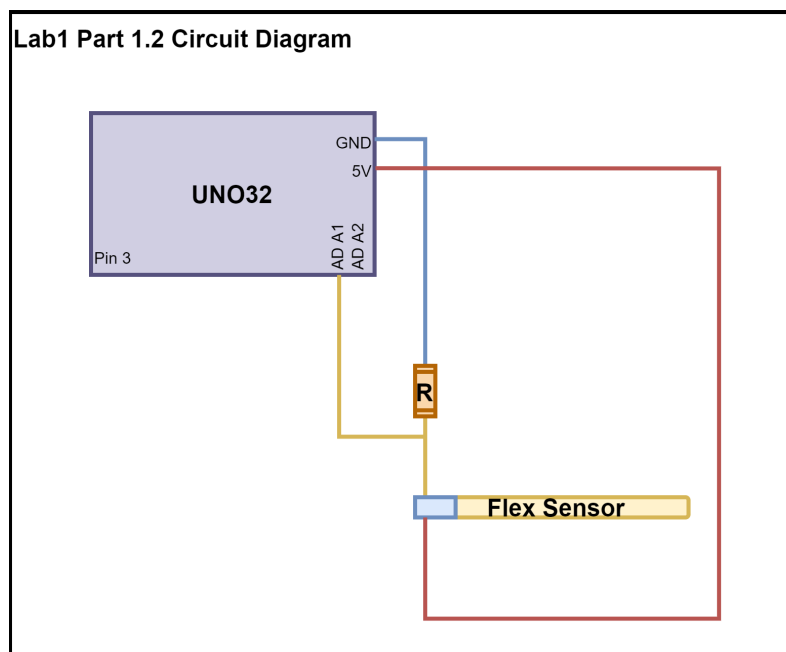 Lab1 Part 1.2 Circuit Diagram
GND
5V
UNO32
AD A1
AD A2
Pin 3
R
Flex Sensor